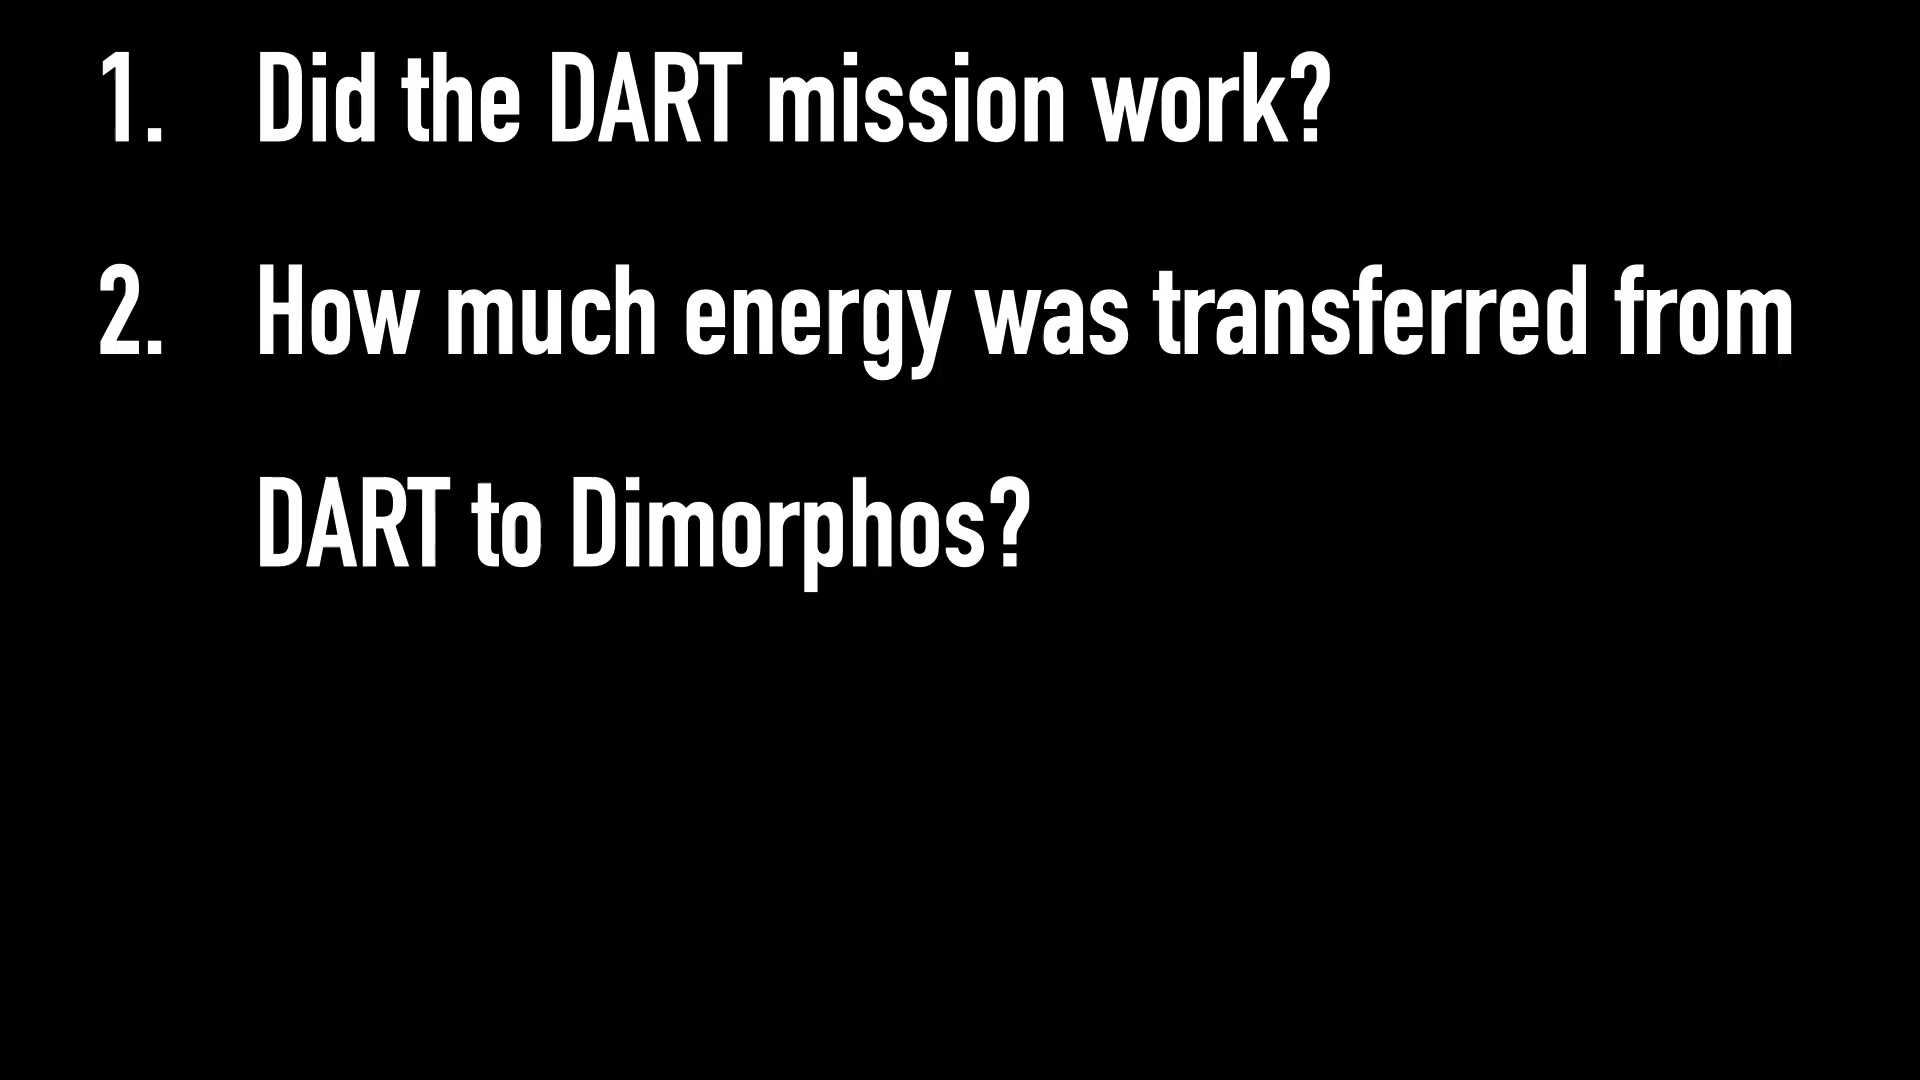 1. Did the DART mission work?
2. How much energy was transferred from
DART to Dimorphos?